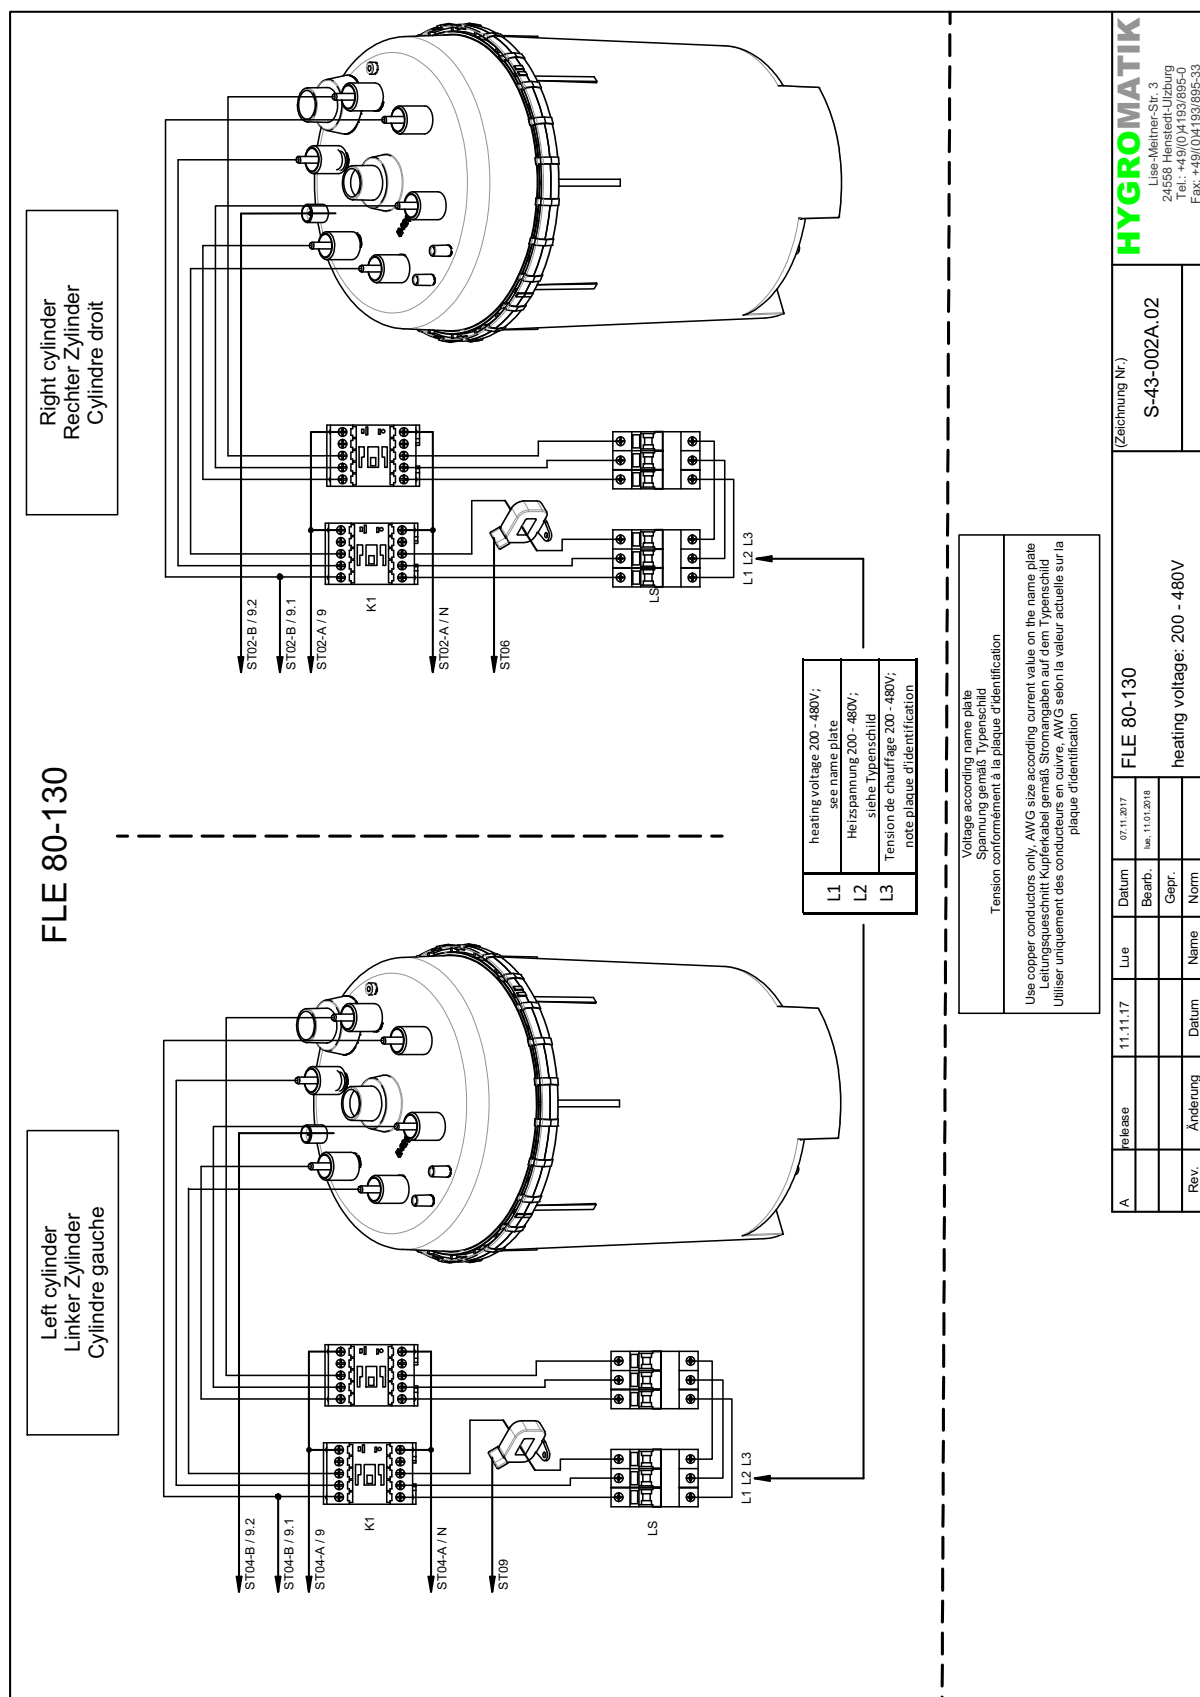 FLE 80-130
Left cylinder
Linker Zylinder
Cylindre gauche
Right cylinder
Rechter Zylinder
Cylindre droit
ST04-B / 9.2
ST04-B / 9.1
ST04-A / 9
K1
ST04-A / N
ST09
LS
L1 L2 L3
ST02-B / 9.2
ST02-B / 9.1
ST02-A / 9
K1
ST02-A / N
ST06
LS
L1 L2 L3
L1
L2
L3
heating voltage 200 - 480V;
see name plate
Heizspannung 200 - 480V;
siehe Typenschild
Tension de chauffage 200 - 480V;
note plaque d'identification
Voltage according name plate
Spannung gemäß Typenschild
Tension conformément à la plaque d'identification
Use copper conductors only, AWG size according current value on the name plate
Leitungsqueschnitt Kupferkabel gemäß Stromangaben auf dem Typenschild
Utiliser uniquement des conducteurs en cuivre, AWG selon la valeur actuelle sur la
plaque d'identification
A release 11.11.17 Lue Datum 07.11.2017
Bearb. lue, 11.01.2018
Gepr.
Rev. Änderung Datum Name Norm
FLE 80-130
heating voltage: 200 - 480V
(Zeichnung Nr.)
S-43-002A.02
HYGROMATIK
Lise-Meitner-Str. 3
24558 Henstedt-Ulzburg
Tel.: +49/(0)4193/895-0
Fax: +49/(0)4193/895-33